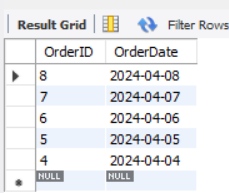 Result Grid Filter Rows
OrderID OrderDate
8 2024-04-08
7 2024-04-07
6 2024-04-06
5 2024-04-05
4 2024-04-04
NULL NULL